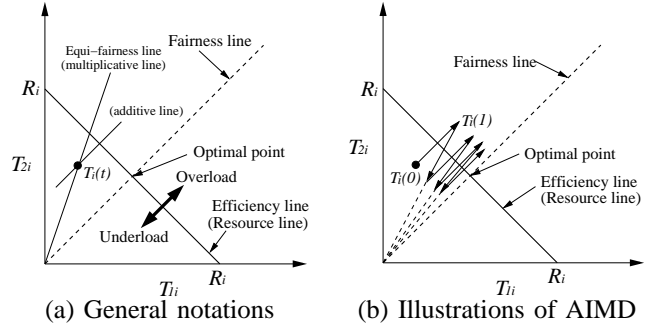 Equi−fairness line
(multiplicative line)
Fairness line
Ri
(additive line)
T2i
Ti(t)
Optimal point
Overload
Efficiency line
(Resource line)
Underload
T1i
Ri
(a) General notations
Fairness line
Ri
Ti(1)
T2i
Ti(0)
Optimal point
Efficiency line
(Resource line)
T1i
Ri
(b) Illustrations of AIMD